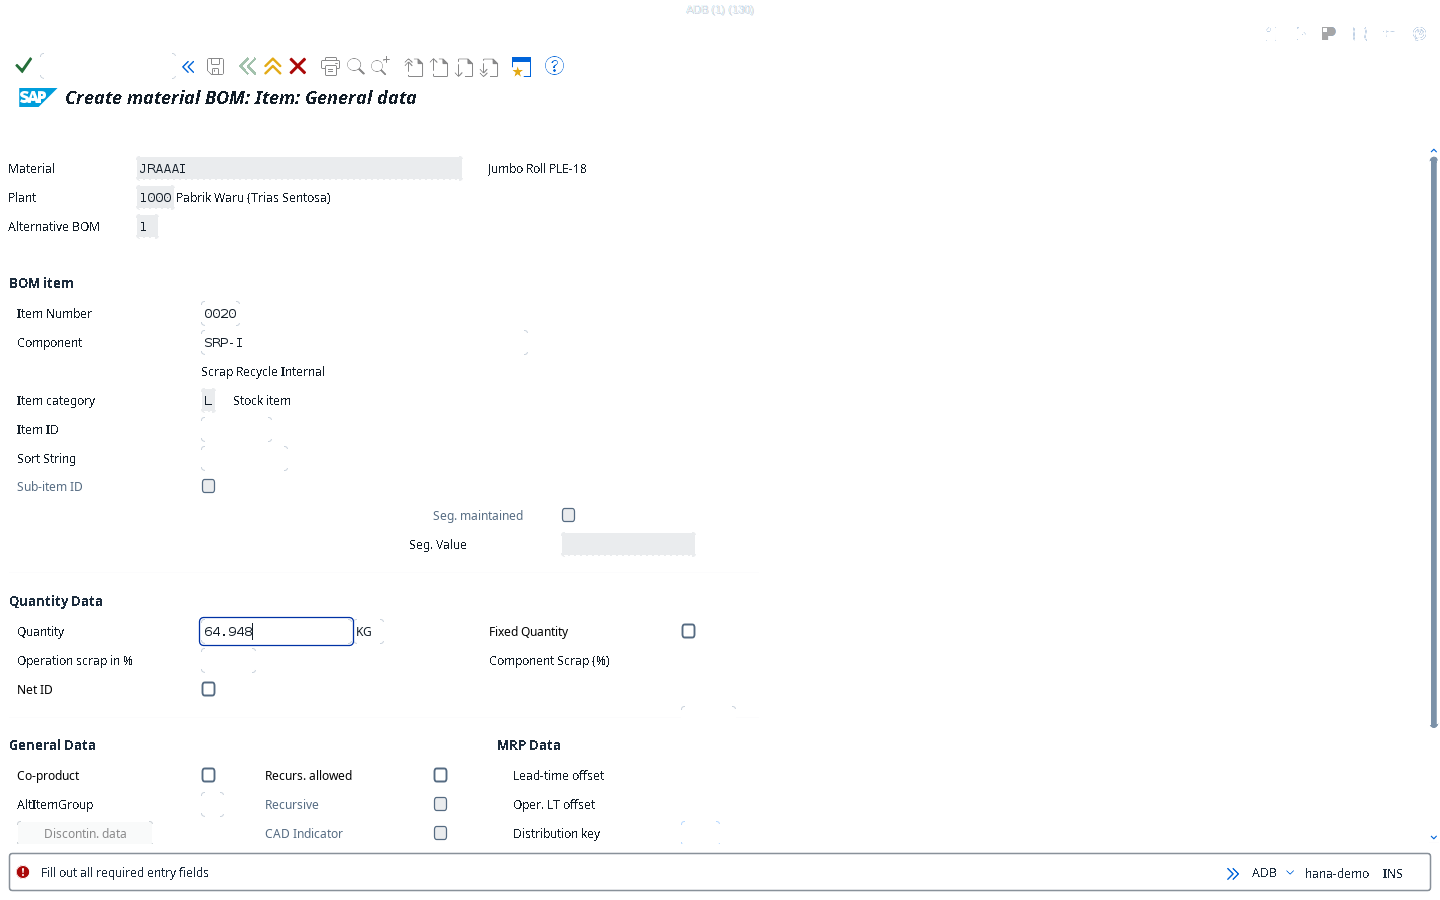 ADB (1) (130)
SAP Create material BOM: Item: General data
Material JRAAAI Jumbo Roll PLE-18
Plant 1000 Pabrik Waru (Trias Sentosa)
Alternative BOM 1
BOM item
Item Number 0020
Component SRP-I
Scrap Recycle Internal
Item category L Stock item
Item ID
Sort String
Sub-item ID
Seg. maintained
Seg. Value
Quantity Data
Quantity 64.948 KG Fixed Quantity
Operation scrap in % Component Scrap (%)
Net ID
General Data MRP Data
Co-product Recurs. allowed Lead-time offset
AltItemGroup Recursive Oper. LT offset
Discontin. data CAD Indicator Distribution key
Fill out all required entry fields ADB hana-demo INS